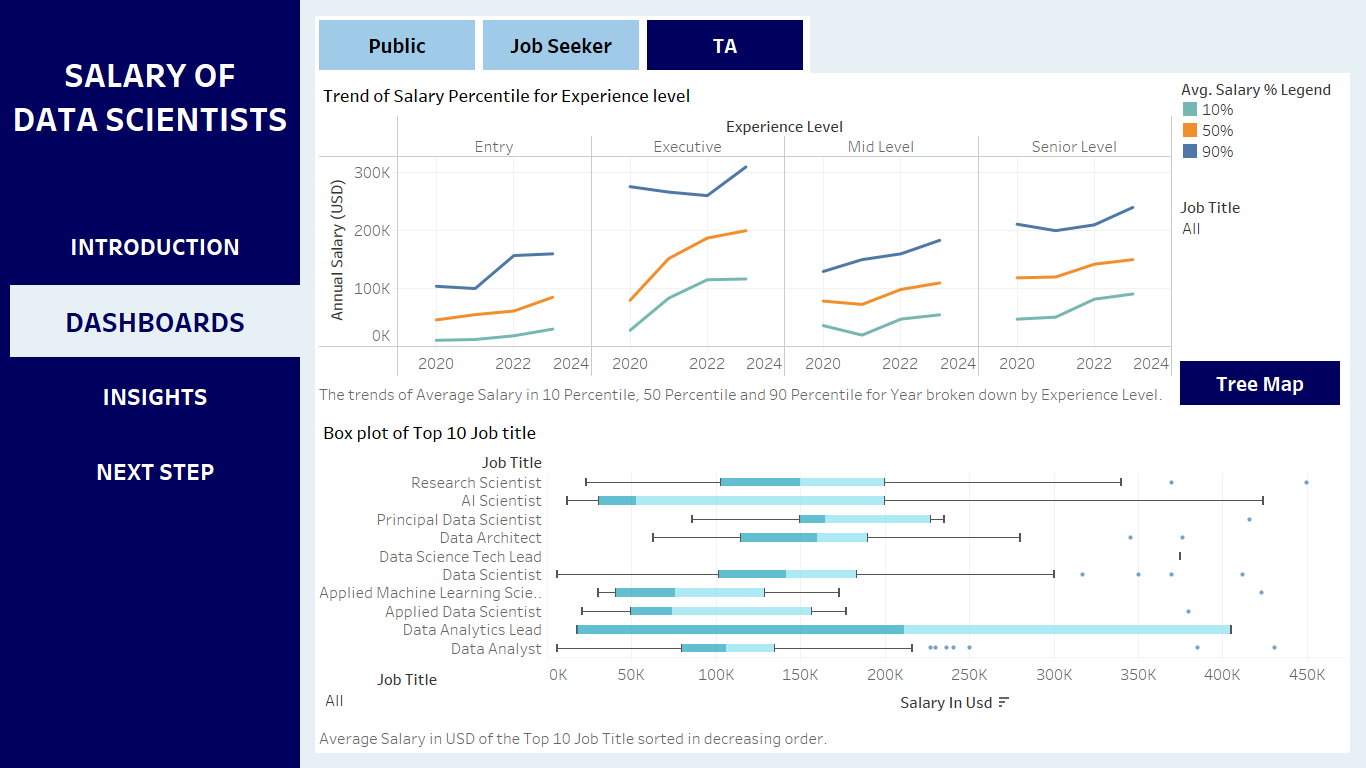 SALARY OF
DATA SCIENTISTS
INTRODUCTION
DASHBOARDS
INSIGHTS
NEXT STEP
Public Job Seeker TA
Trend of Salary Percentile for Experience level
Experience Level
Entry Executive Mid Level Senior Level
Annual Salary (USD)
300K
200K
100K
0K
2020 2022 2024 2020 2022 2024 2020 2022 2024 2020 2022 2024
The trends of Average Salary in 10 Percentile, 50 Percentile and 90 Percentile for Year broken down by Experience Level.
Avg. Salary % Legend
10%
50%
90%
Job Title
All
Tree Map
Box plot of Top 10 Job title
Job Title
Research Scientist
AI Scientist
Principal Data Scientist
Data Architect
Data Science Tech Lead
Data Scientist
Applied Machine Learning Scie..
Applied Data Scientist
Data Analytics Lead
Data Analyst
0K 50K 100K 150K 200K 250K 300K 350K 400K 450K
Salary In Usd
Job Title
All
Average Salary in USD of the Top 10 Job Title sorted in decreasing order.